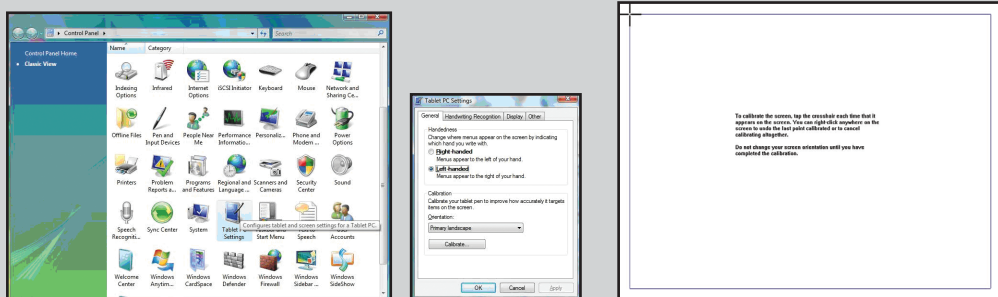 Control Panel
Search
Control Panel Home
Classic View
Name Category
Indexing Options
Infrared
Internet Options
iSCSI Initiator
Keyboard
Mouse
Network and Sharing Ce...
Offline Files
Pen and Input Devices
People Near Me
Performance Informatio...
Personaliz...
Phone and Modem ...
Power Options
Printers
Problem Reports a...
Programs and Features
Regional and Language ...
Scanners and Cameras
Security Center
Sound
Speech Recogniti...
Sync Center
System
Tablet PC Settings
Start Menu
Speech
Accounts
Configures tablet and screen settings for a Tablet PC.
Welcome Center
Windows Anytim...
Windows CardSpace
Windows Defender
Windows Firewall
Windows Sidebar ...
Windows SideShow
Tablet PC Settings
General Handwriting Recognition Display Other
Handedness
Change where menus appear on the screen by indicating
which hand you write with.
Right-handed
Menus appear to the left of your hand.
Left-handed
Menus appear to the right of your hand.
Calibration
Calibrate your tablet pen to improve how accurately it targets
items on the screen.
Orientation:
Primary landscape
Calibrate...
OK Cancel Apply
To calibrate the screen, tap the crosshair each time that it
appears on the screen. You can right-click anywhere on the
screen to undo the last point calibrated or to cancel
calibrating altogether.
Do not change your screen orientation until you have
completed the calibration.